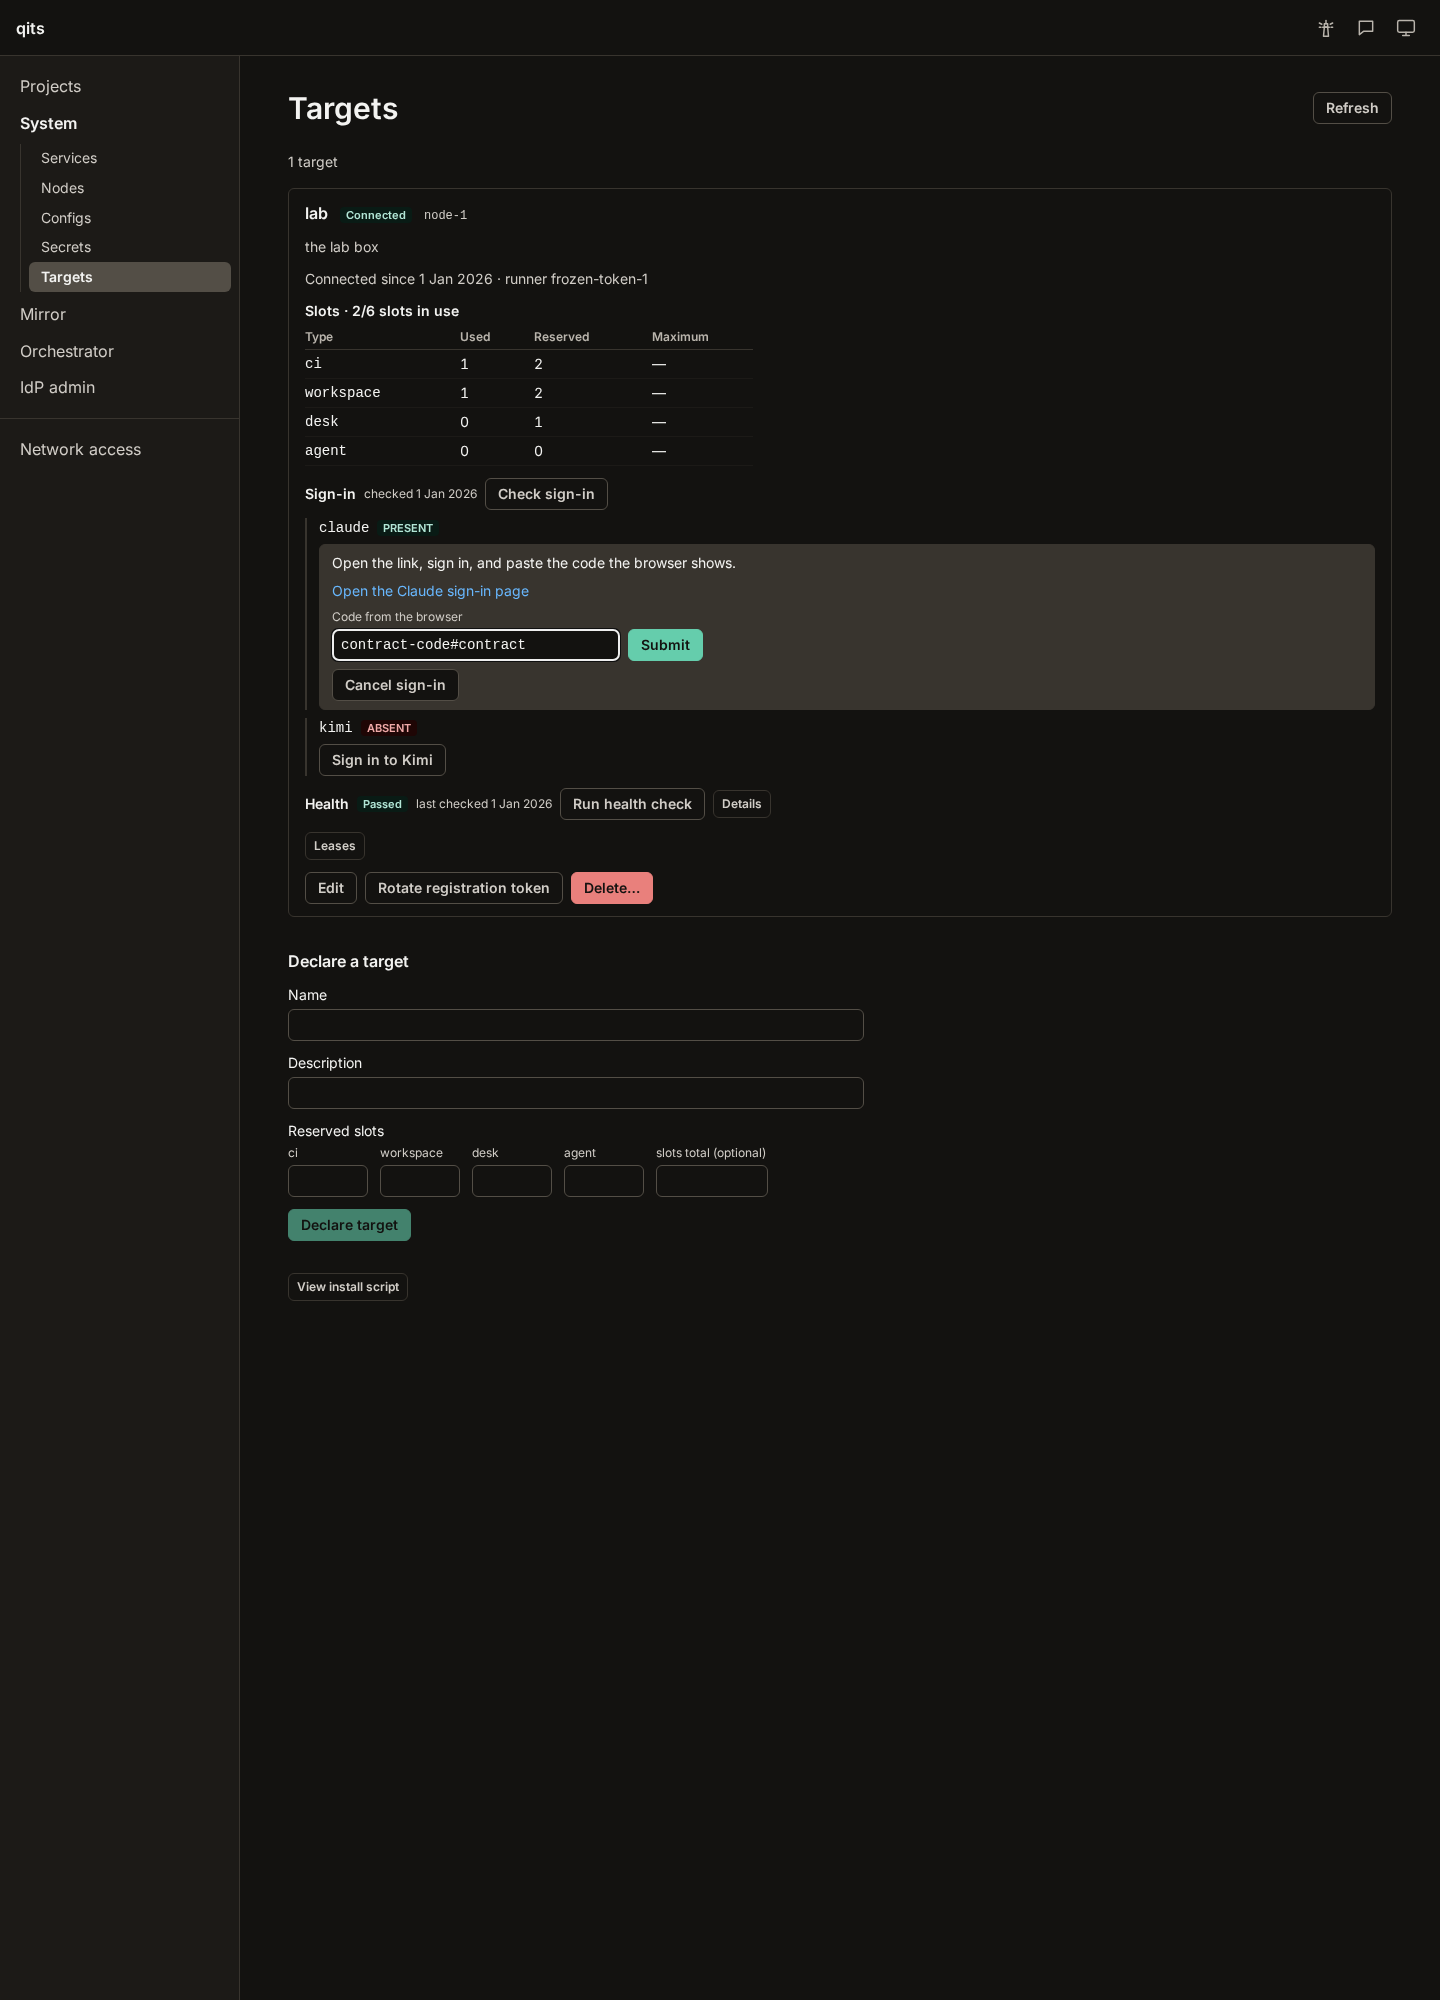 qits
Projects
System
Services
Nodes
Configs
Secrets
Targets
Mirror
Orchestrator
IdP admin
Network access
Targets
Refresh
1 target
lab Connected node-1
the lab box
Connected since 1 Jan 2026 · runner frozen-token-1
Slots · 2/6 slots in use
Type Used Reserved Maximum
ci 1 2 —
workspace 1 2 —
desk 0 1 —
agent 0 0 —
Sign-in checked 1 Jan 2026 Check sign-in
claude PRESENT
Open the link, sign in, and paste the code the browser shows.
Open the Claude sign-in page
Code from the browser
contract-code#contract Submit
Cancel sign-in
kimi ABSENT
Sign in to Kimi
Health Passed last checked 1 Jan 2026 Run health check Details
Leases
Edit Rotate registration token Delete…
Declare a target
Name
Description
Reserved slots
ci workspace desk agent slots total (optional)
Declare target
View install script